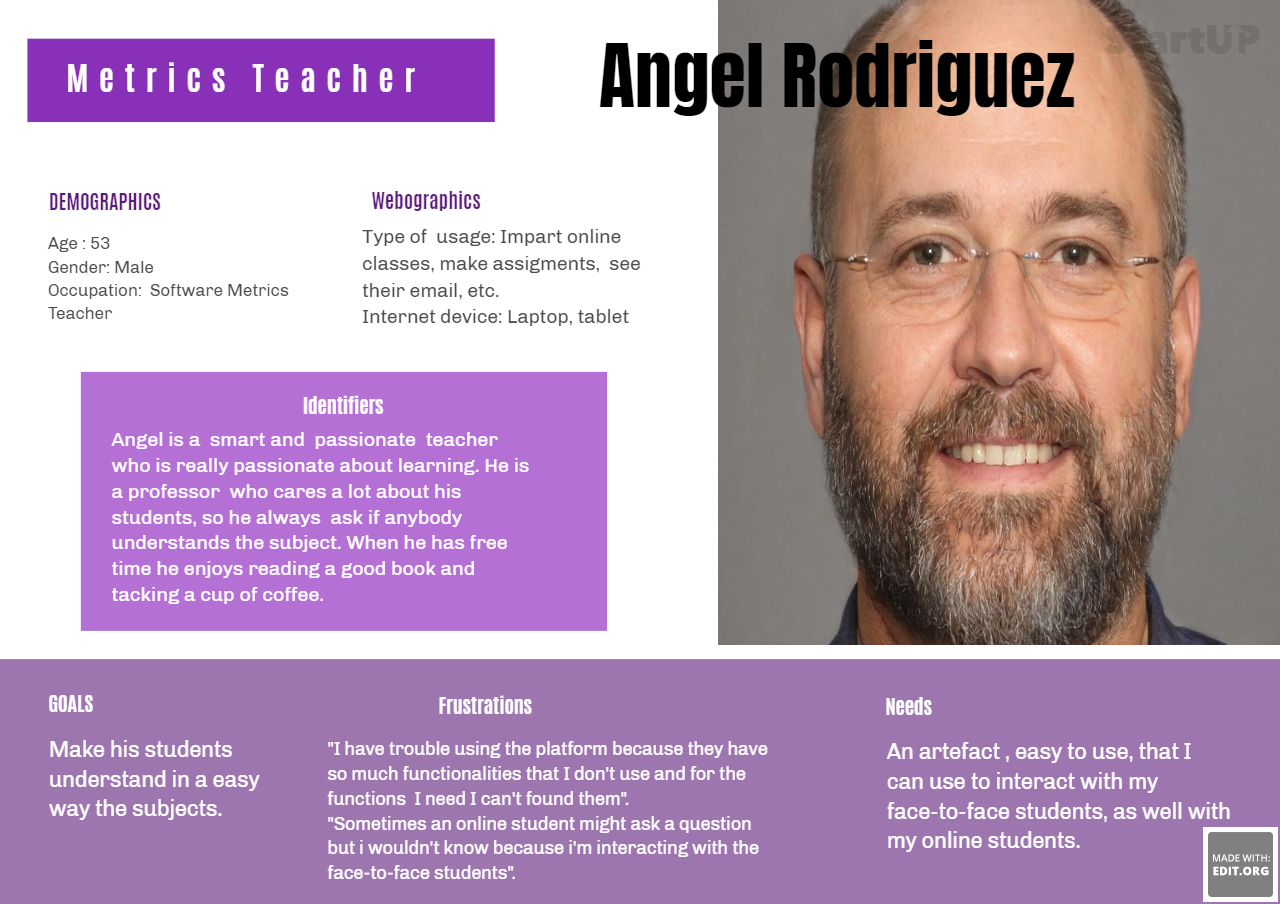 Metrics Teacher
Angel Rodriguez
StartUP
DEMOGRAPHICS
Age : 53
Gender: Male
Occupation: Software Metrics
Teacher
Webographics
Type of usage: Impart online
classes, make assigments, see
their email, etc.
Internet device: Laptop, tablet
Identifiers
Angel is a smart and passionate teacher
who is really passionate about learning. He is
a professor who cares a lot about his
students, so he always ask if anybody
understands the subject. When he has free
time he enjoys reading a good book and
tacking a cup of coffee.
GOALS
Make his students
understand in a easy
way the subjects.
Frustrations
"I have trouble using the platform because they have
so much functionalities that I don't use and for the
functions I need I can't found them".
"Sometimes an online student might ask a question
but i wouldn't know because i'm interacting with the
face-to-face students".
Needs
An artefact , easy to use, that I
can use to interact with my
face-to-face students, as well with
my online students.
MADE WITH:
EDIT.ORG